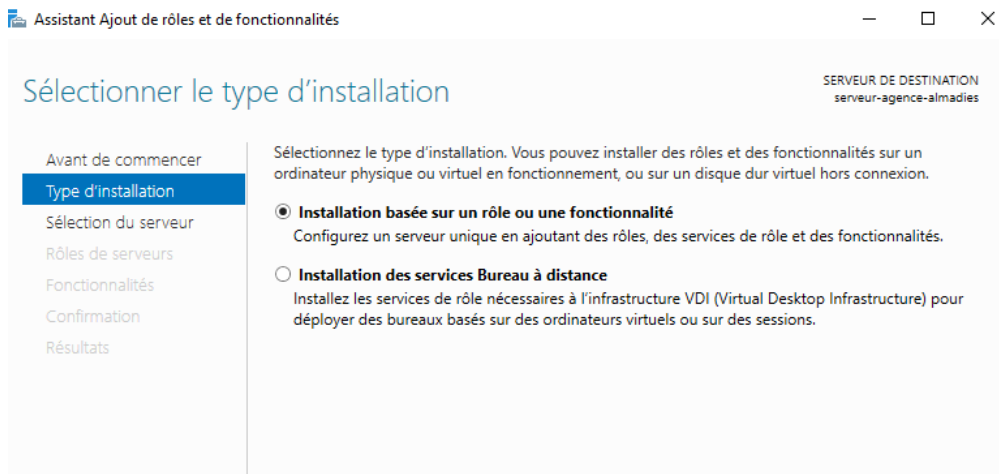 Assistant Ajout de rôles et de fonctionnalités
Sélectionner le type d’installation
SERVEUR DE DESTINATION
serveur-agence-almadies
Avant de commencer
Type d’installation
Sélection du serveur
Rôles de serveurs
Fonctionnalités
Confirmation
Résultats
Sélectionnez le type d’installation. Vous pouvez installer des rôles et des fonctionnalités sur un
ordinateur physique ou virtuel en fonctionnement, ou sur un disque dur virtuel hors connexion.
Installation basée sur un rôle ou une fonctionnalité
Configurez un serveur unique en ajoutant des rôles, des services de rôle et des fonctionnalités.
Installation des services Bureau à distance
Installez les services de rôle nécessaires à l’infrastructure VDI (Virtual Desktop Infrastructure) pour
déployer des bureaux basés sur des ordinateurs virtuels ou sur des sessions.